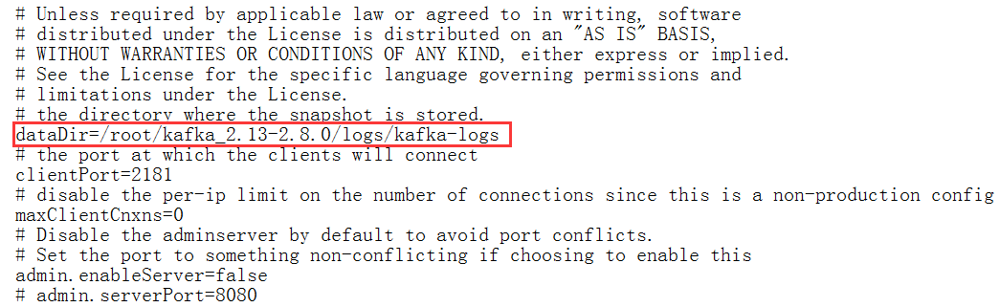 # Unless required by applicable law or agreed to in writing, software
# distributed under the License is distributed on an "AS IS" BASIS,
# WITHOUT WARRANTIES OR CONDITIONS OF ANY KIND, either express or implied.
# See the License for the specific language governing permissions and
# limitations under the License.
# the directory where the snapshot is stored.
dataDir=/root/kafka_2.13-2.8.0/logs/kafka-logs
# the port at which the clients will connect
clientPort=2181
# disable the per-ip limit on the number of connections since this is a non-production config
maxClientCnxns=0
# Disable the adminserver by default to avoid port conflicts.
# Set the port to something non-conflicting if choosing to enable this
admin.enableServer=false
# admin.serverPort=8080